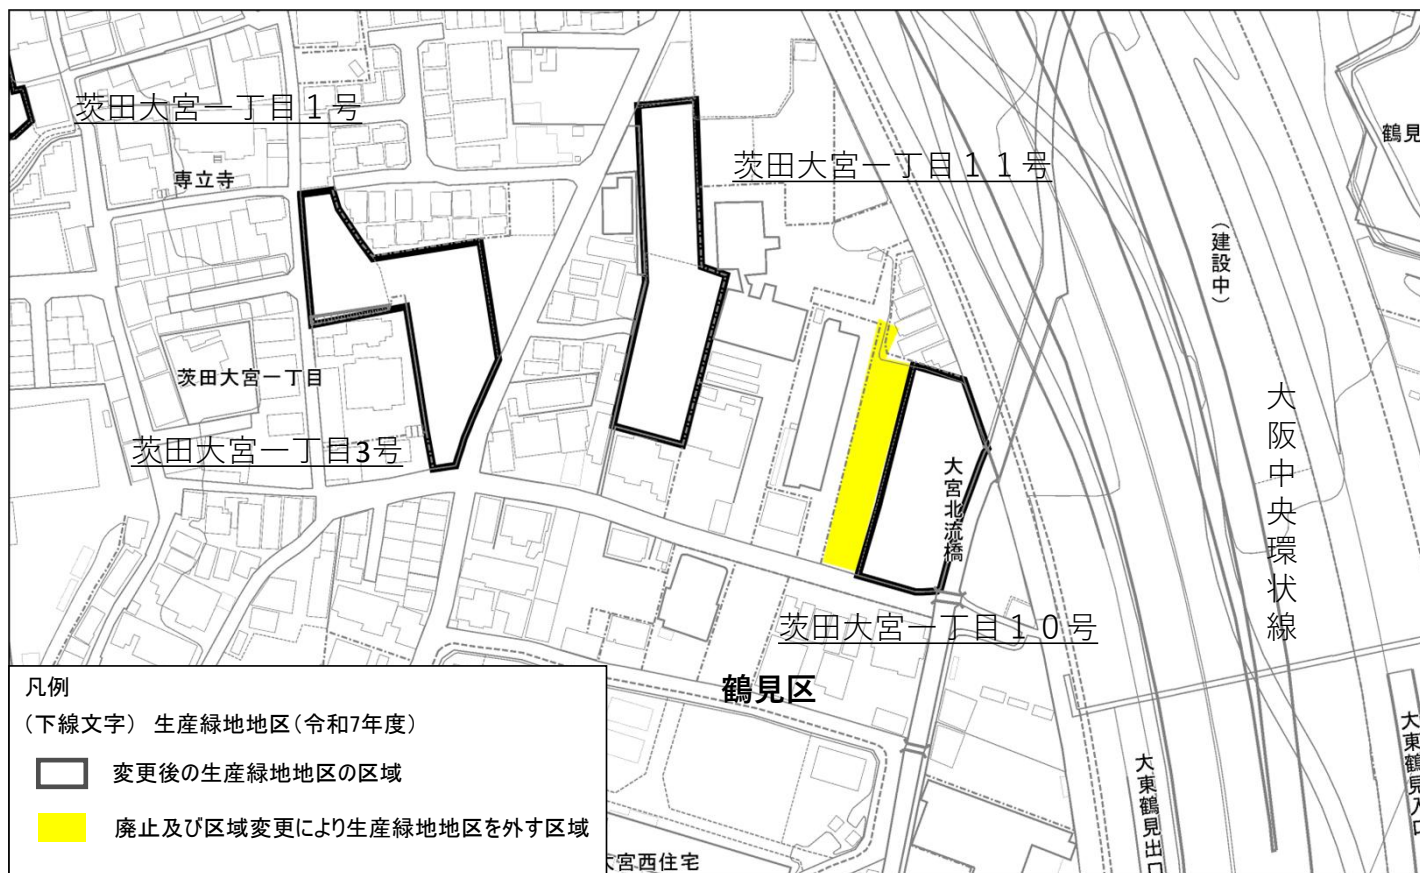 茨田大宮一丁目１号
専立寺
茨田大宮一丁目１１号
鶴見
(建設中)
茨田大宮一丁目
茨田大宮一丁目3号
大宮北流橋
大阪中央環状線
茨田大宮一丁目１０号
鶴見区
凡例
(下線文字) 生産緑地地区(令和7年度)
変更後の生産緑地地区の区域
廃止及び区域変更により生産緑地地区を外す区域
大宮西住宅
大東鶴見出口
大東鶴見入口